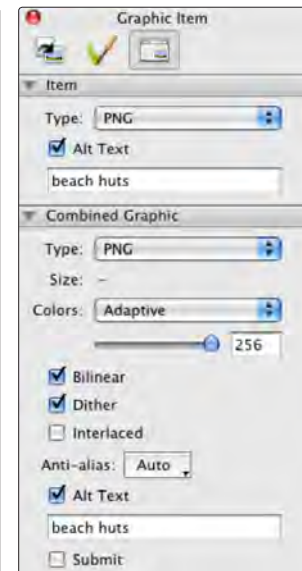 Graphic Item
Item
Type: PNG
Alt Text
beach huts
Combined Graphic
Type: PNG
Size: –
Colors: Adaptive
256
Bilinear
Dither
Interlaced
Anti-alias: Auto
Alt Text
beach huts
Submit